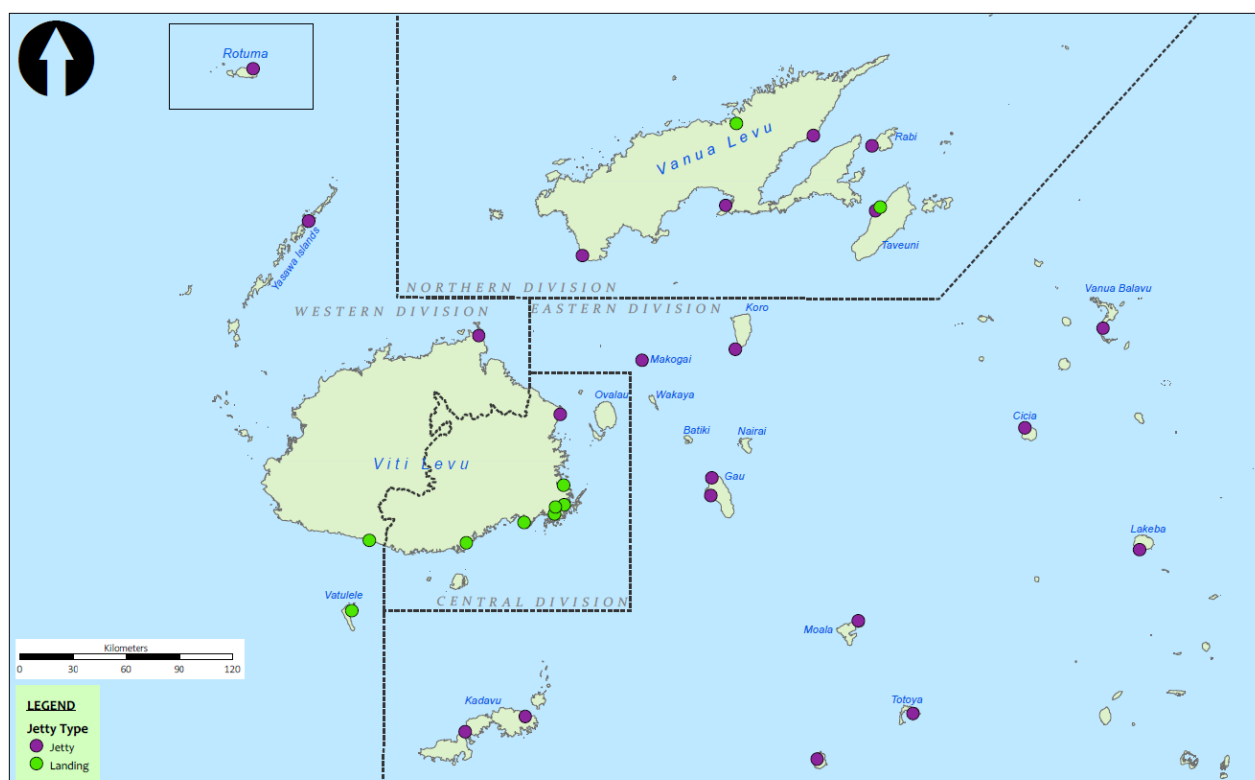 Rotuma
Vanua Levu
Rabi
Taveuni
Yasawa Islands
NORTHERN DIVISION
WESTERN DIVISION
EASTERN DIVISION
Koro
Vanua Balavu
Makogai
Ovalau
Wakaya
Batiki
Nairai
Cicia
Viti Levu
Gau
Lakeba
Vatulele
CENTRAL DIVISION
Moala
Kilometers
0 30 60 90 120
Kadavu
Totoya
LEGEND
Jetty Type
Jetty
Landing